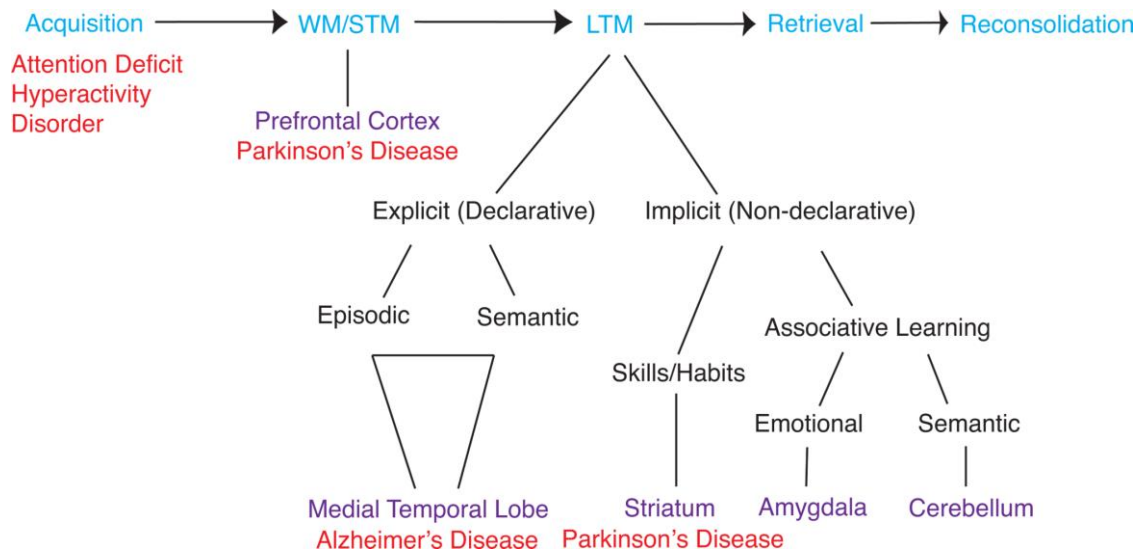 Acquisition
WM/STM
LTM
Retrieval
Reconsolidation
Attention Deficit
Hyperactivity
Disorder
Prefrontal Cortex
Parkinson's Disease
Explicit (Declarative)
Implicit (Non-declarative)
Episodic
Semantic
Associative Learning
Skills/Habits
Emotional
Semantic
Medial Temporal Lobe
Alzheimer's Disease
Striatum
Parkinson's Disease
Amygdala
Cerebellum